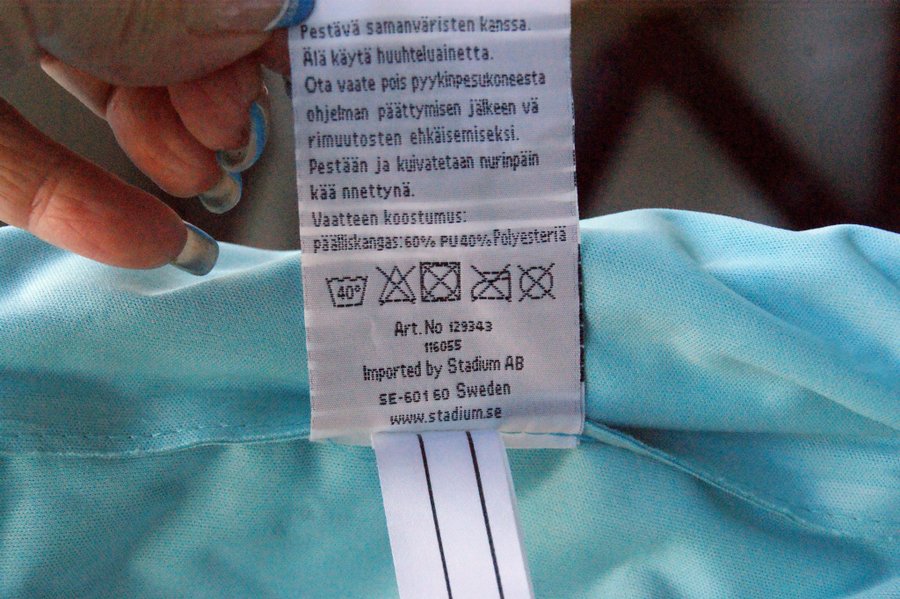 Pestävä samanväristen kanssa.
Älä käytä huuhteluainetta.
Ota vaate pois pyykinpesukoneesta
ohjelman päättymisen jälkeen vä
rimuutosten ehkäisemiseksi.
Pestään ja kuivatetaan nurinpäin
kää nnettynä.
Vaatteen koostumus:
päälliskangas:60% PU40%Polyesteriä
40°
Art.No 129343
116055
Imported by Stadium AB
SE-601 60 Sweden
www.stadium.se